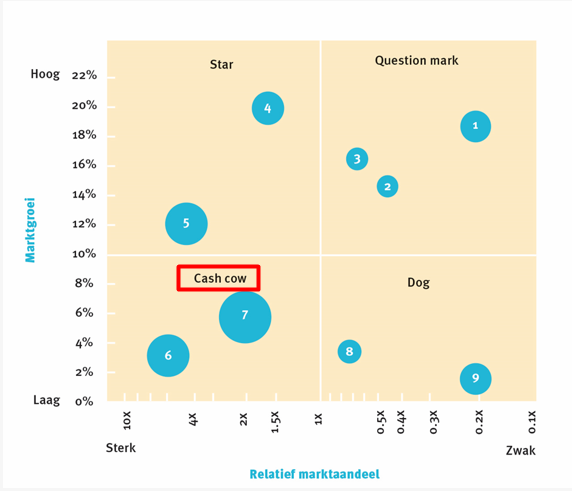 Star
Question mark
Hoog
22%
20%
18%
16%
14%
12%
10%
8%
6%
4%
2%
0%
Laag
Marktgroei
4
1
3
2
5
Cash cow
Dog
7
6
8
9
10X
4X
2X
1.5X
1X
0.5X
0.4X
0.3X
0.2X
0.1X
Sterk
Zwak
Relatief marktaandeel